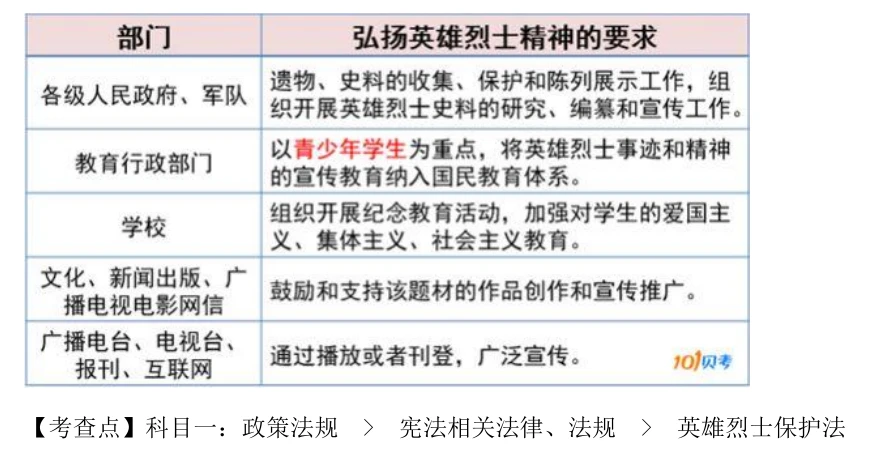 部门 弘扬英雄烈士精神的要求
各级人民政府、军队
遗物、史料的收集、保护和陈列展示工作，组
织开展英雄烈士史料的研究、编纂和宣传工作。
教育行政部门
以青少年学生为重点，将英雄烈士事迹和精神
的宣传教育纳入国民教育体系。
学校
组织开展纪念教育活动，加强对学生的爱国主
义、集体主义、社会主义教育。
文化、新闻出版、广
播电视电影网信
鼓励和支持该题材的作品创作和宣传推广。
广播电台、电视台、
报刊、互联网
通过播放或者刊登，广泛宣传。
101贝考
【考查点】科目一：政策法规 > 宪法相关法律、法规 > 英雄烈士保护法